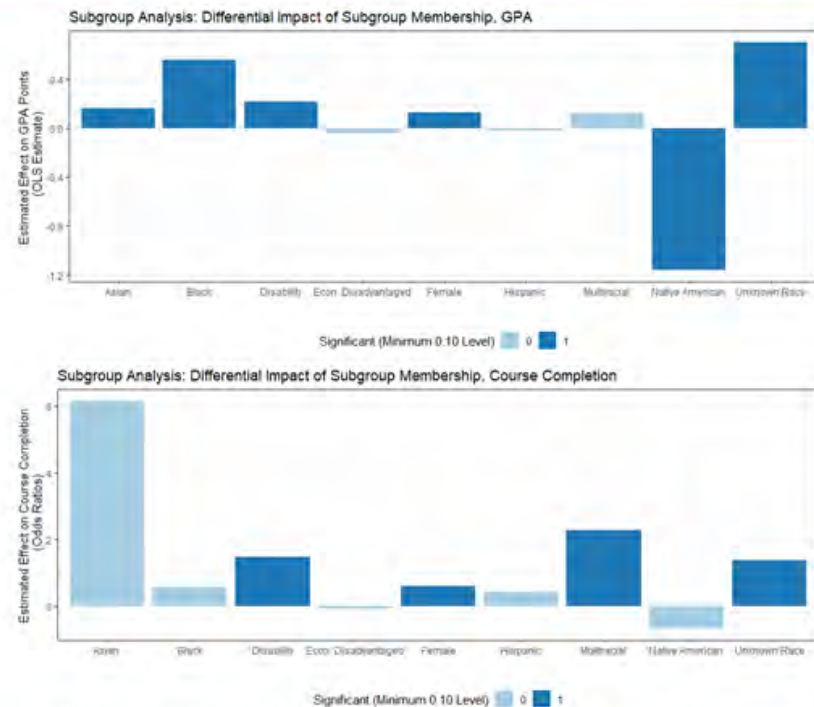 Subgroup Analysis: Differential Impact of Subgroup Membership, GPA
Estimated Effect on GPA Points
(OLS Estimate)
0.4
0.0
-0.4
-0.8
-1.2
Asian Black Disability Econ. Disadvantaged Female Hispanic Multiracial Native American Unknown Race
Significant (Minimum 0.10 Level) 0 1
Subgroup Analysis: Differential Impact of Subgroup Membership, Course Completion
Estimated Effect on Course Completion
(Odds Ratios)
6
4
2
0
Asian Black Disability Econ. Disadvantaged Female Hispanic Multiracial Native American Unknown Race
Significant (Minimum 0.10 Level) 0 1